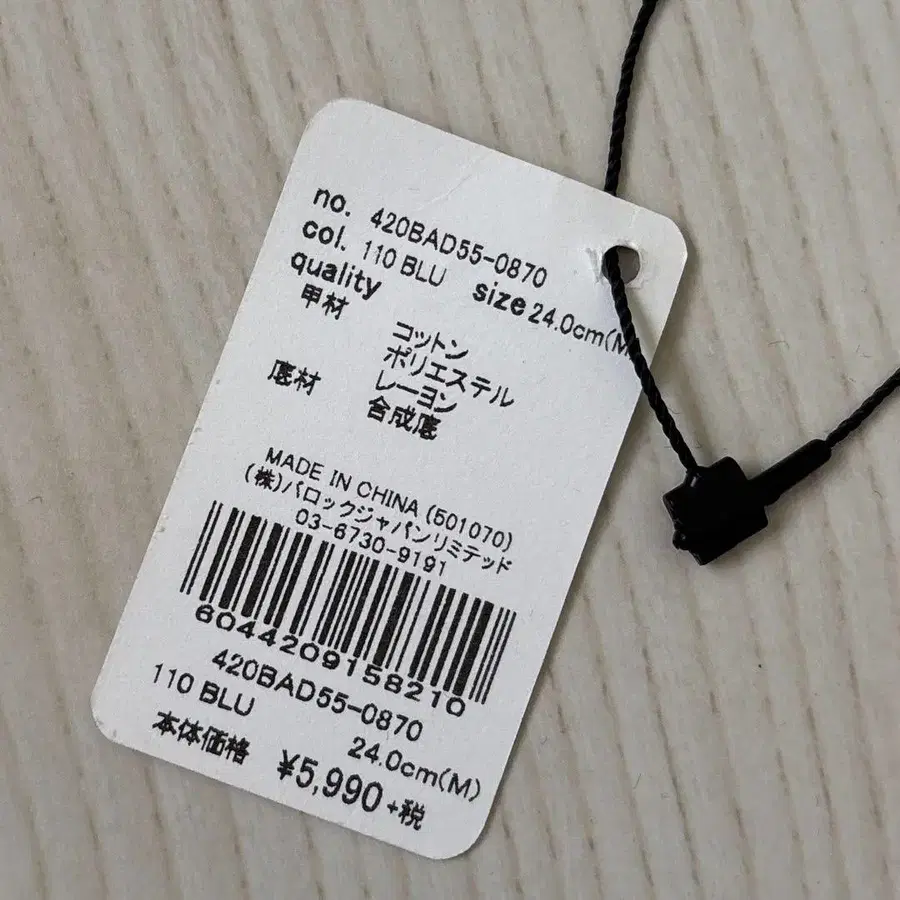 no. 420BAD55-0870
col. 110 BLU size 24.0cm(M
quality
甲材 コットン
ポリエステル
レーヨン
底材 合成底
MADE IN CHINA (501070)
(株)バロックジャパンリミテッド
03-6730-9191
6044209158210
420BAD55-0870
110 BLU 24.0cm(M)
本体価格 ¥5,990+税